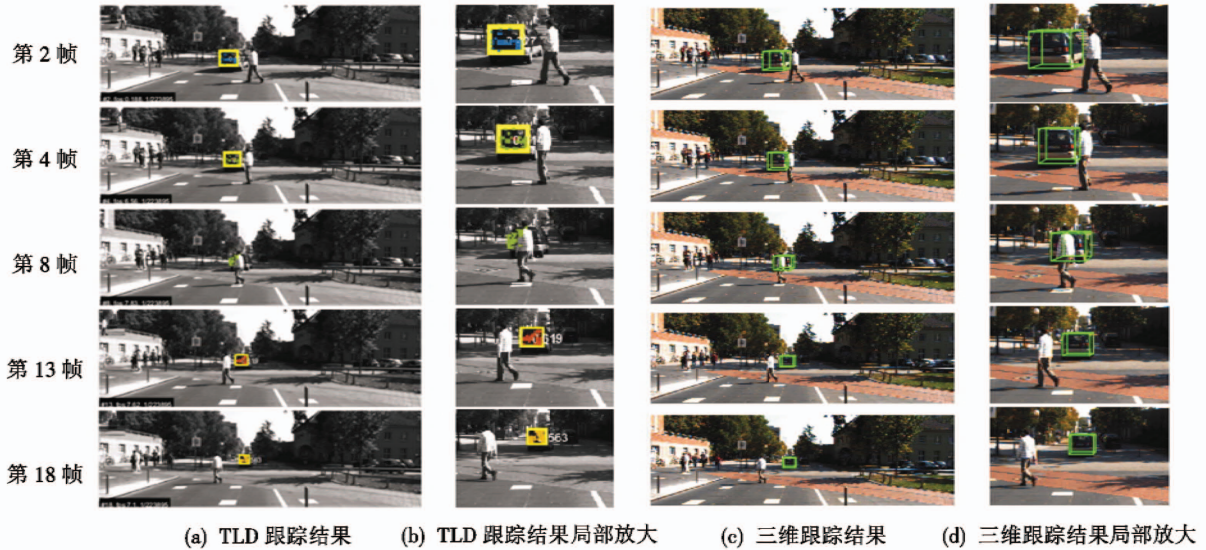 第 2 帧
第 4 帧
第 8 帧
第 13 帧
第 18 帧
(a) TLD 跟踪结果
(b) TLD 跟踪结果局部放大
(c) 三维跟踪结果
(d) 三维跟踪结果局部放大